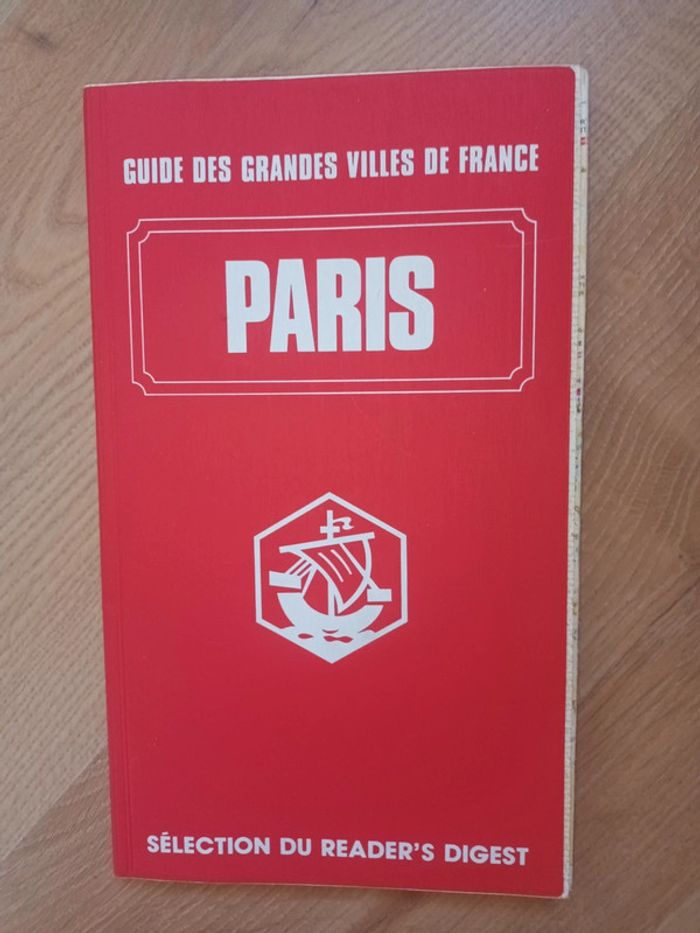 GUIDE DES GRANDES VILLES DE FRANCE
PARIS
SÉLECTION DU READER'S DIGEST